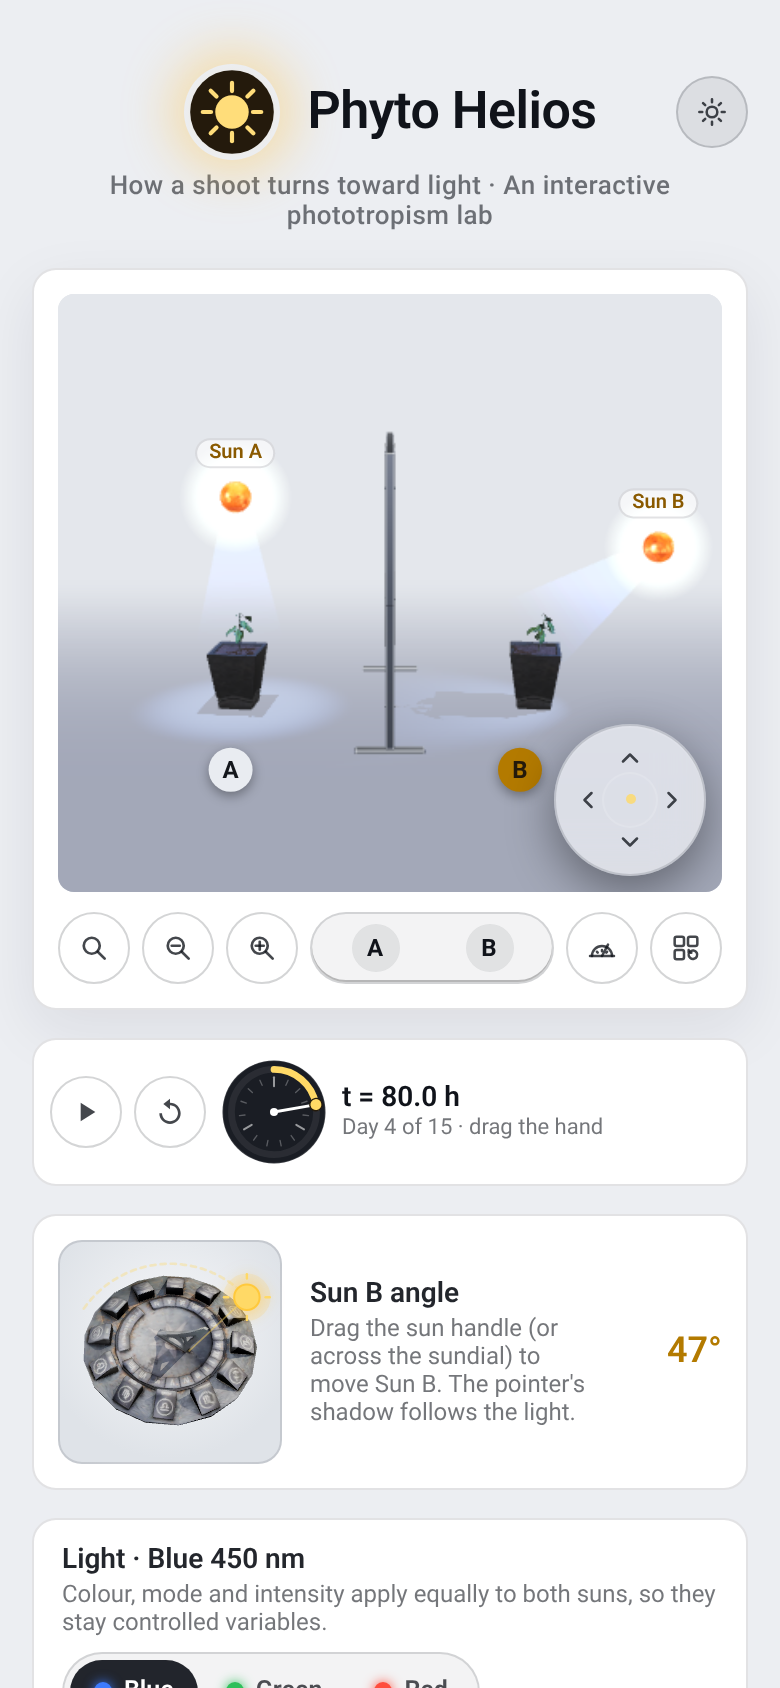 Phyto Helios
How a shoot turns toward light · An interactive
phototropism lab
Sun A
Sun B
A
B
A
B
t = 80.0 h
Day 4 of 15 · drag the hand
Sun B angle
Drag the sun handle (or
across the sundial) to
move Sun B. The pointer's
shadow follows the light.
47°
Light · Blue 450 nm
Colour, mode and intensity apply equally to both suns, so they
stay controlled variables.
Blue Green Red